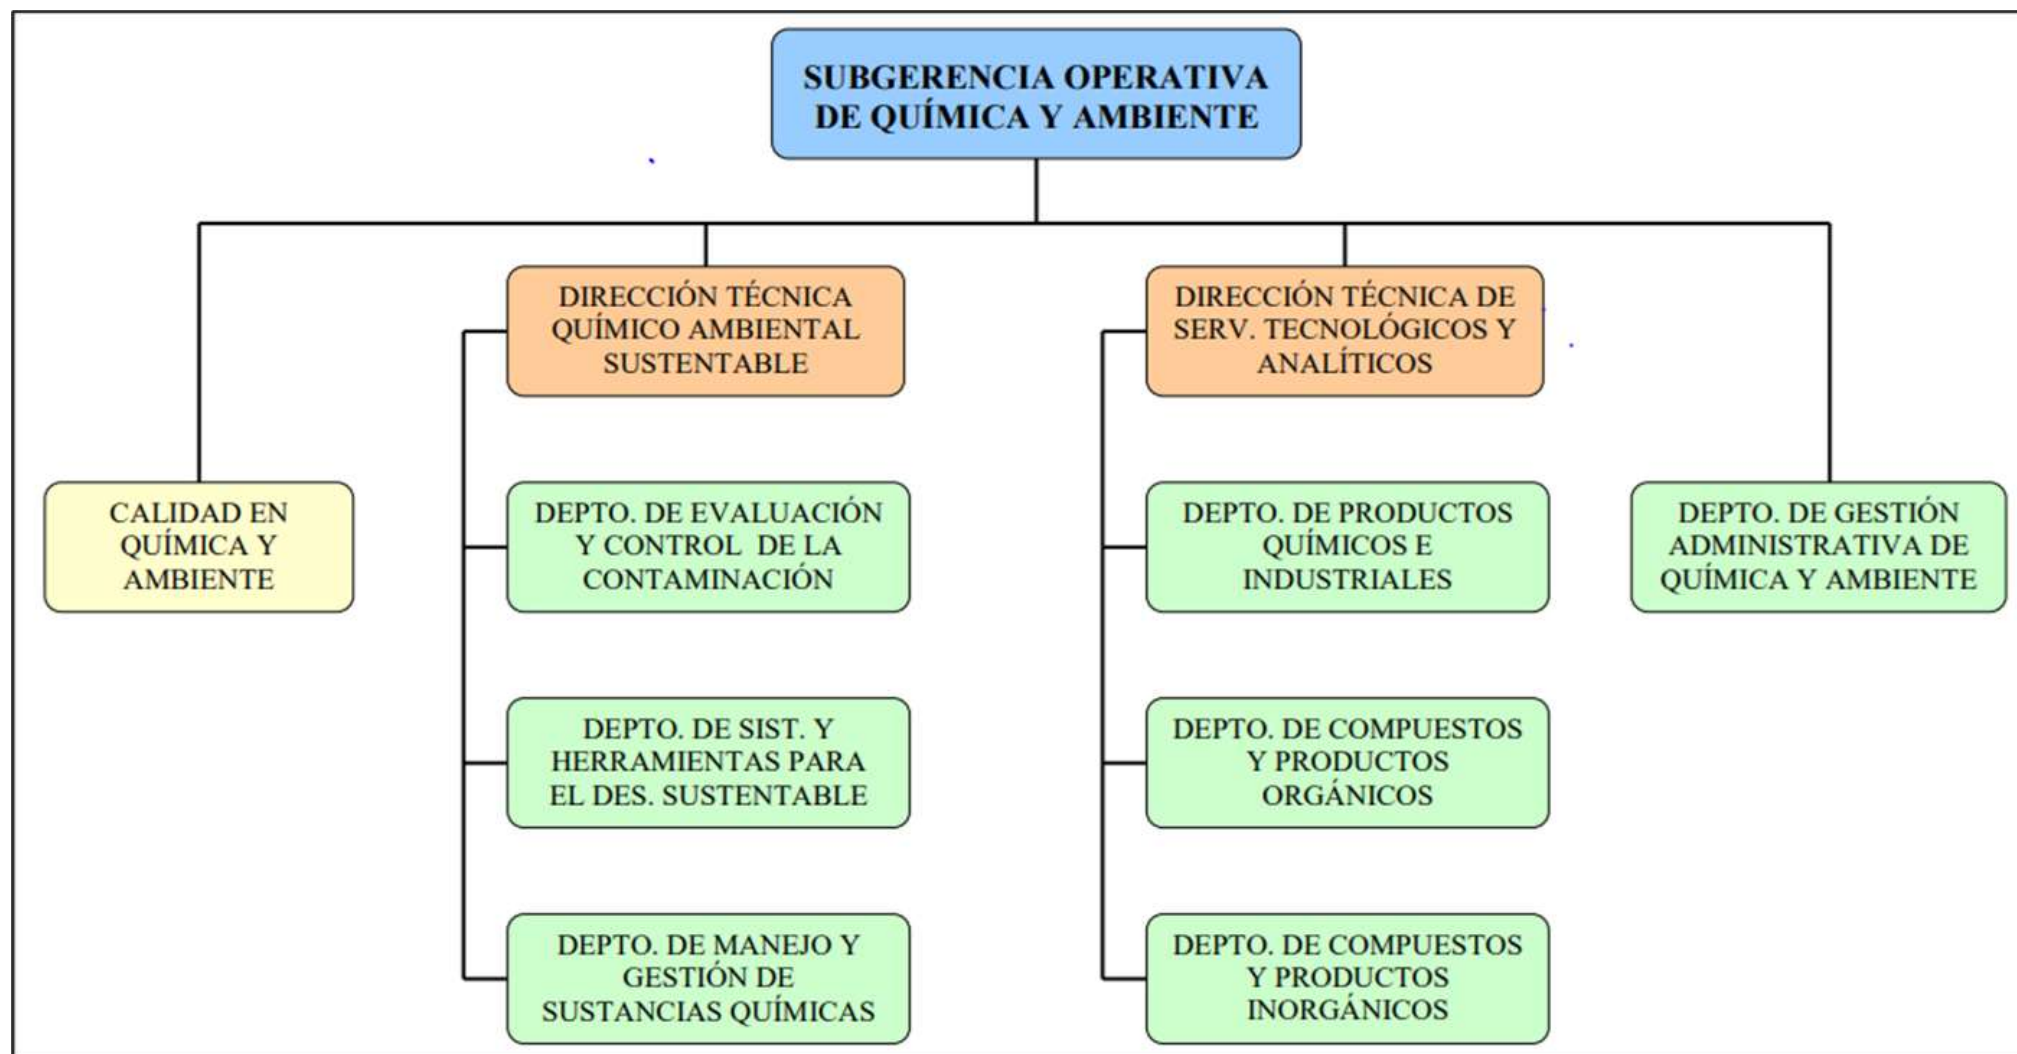 SUBGERENCIA OPERATIVA
DE QUÍMICA Y AMBIENTE
DIRECCIÓN TÉCNICA
QUÍMICO AMBIENTAL
SUSTENTABLE
DIRECCIÓN TÉCNICA DE
SERV. TECNOLÓGICOS Y
ANALÍTICOS
CALIDAD EN
QUÍMICA Y
AMBIENTE
DEPTO. DE EVALUACIÓN
Y CONTROL DE LA
CONTAMINACIÓN
DEPTO. DE PRODUCTOS
QUÍMICOS E
INDUSTRIALES
DEPTO. DE GESTIÓN
ADMINISTRATIVA DE
QUÍMICA Y AMBIENTE
DEPTO. DE SIST. Y
HERRAMIENTAS PARA
EL DES. SUSTENTABLE
DEPTO. DE COMPUESTOS
Y PRODUCTOS
ORGÁNICOS
DEPTO. DE MANEJO Y
GESTIÓN DE
SUSTANCIAS QUÍMICAS
DEPTO. DE COMPUESTOS
Y PRODUCTOS
INORGÁNICOS